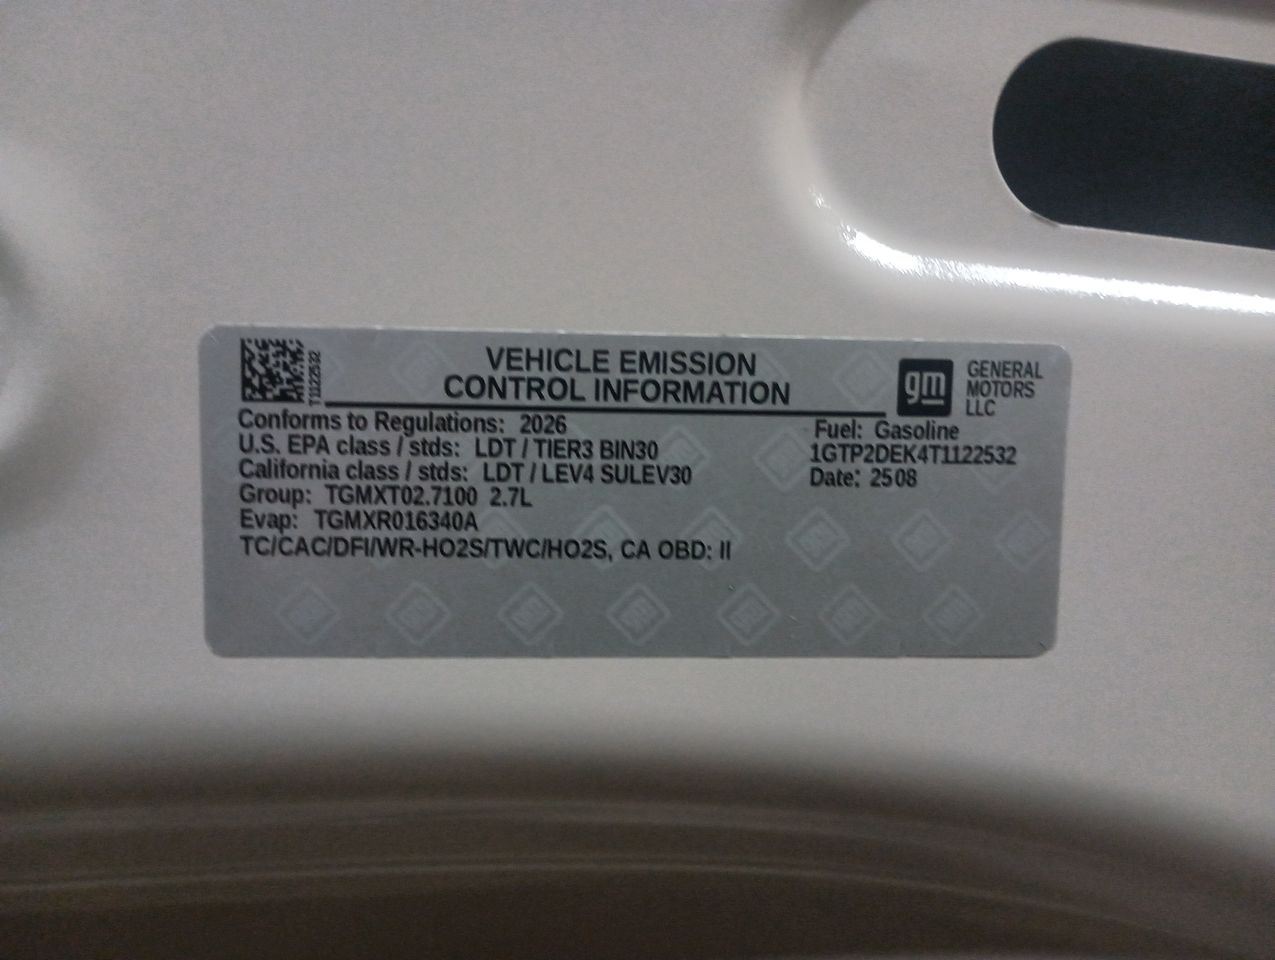 VEHICLE EMISSION
CONTROL INFORMATION
gm
GENERAL
MOTORS
LLC
T1122532
Conforms to Regulations: 2026
U.S. EPA class / stds: LDT / TIER3 BIN30
California class / stds: LDT / LEV4 SULEV30
Group: TGMXT02.7100 2.7L
Evap: TGMXR016340A
TC/CAC/DFI/WR-HO2S/TWC/HO2S, CA OBD: II
Fuel: Gasoline
1GTP2DEK4T1122532
Date: 2508